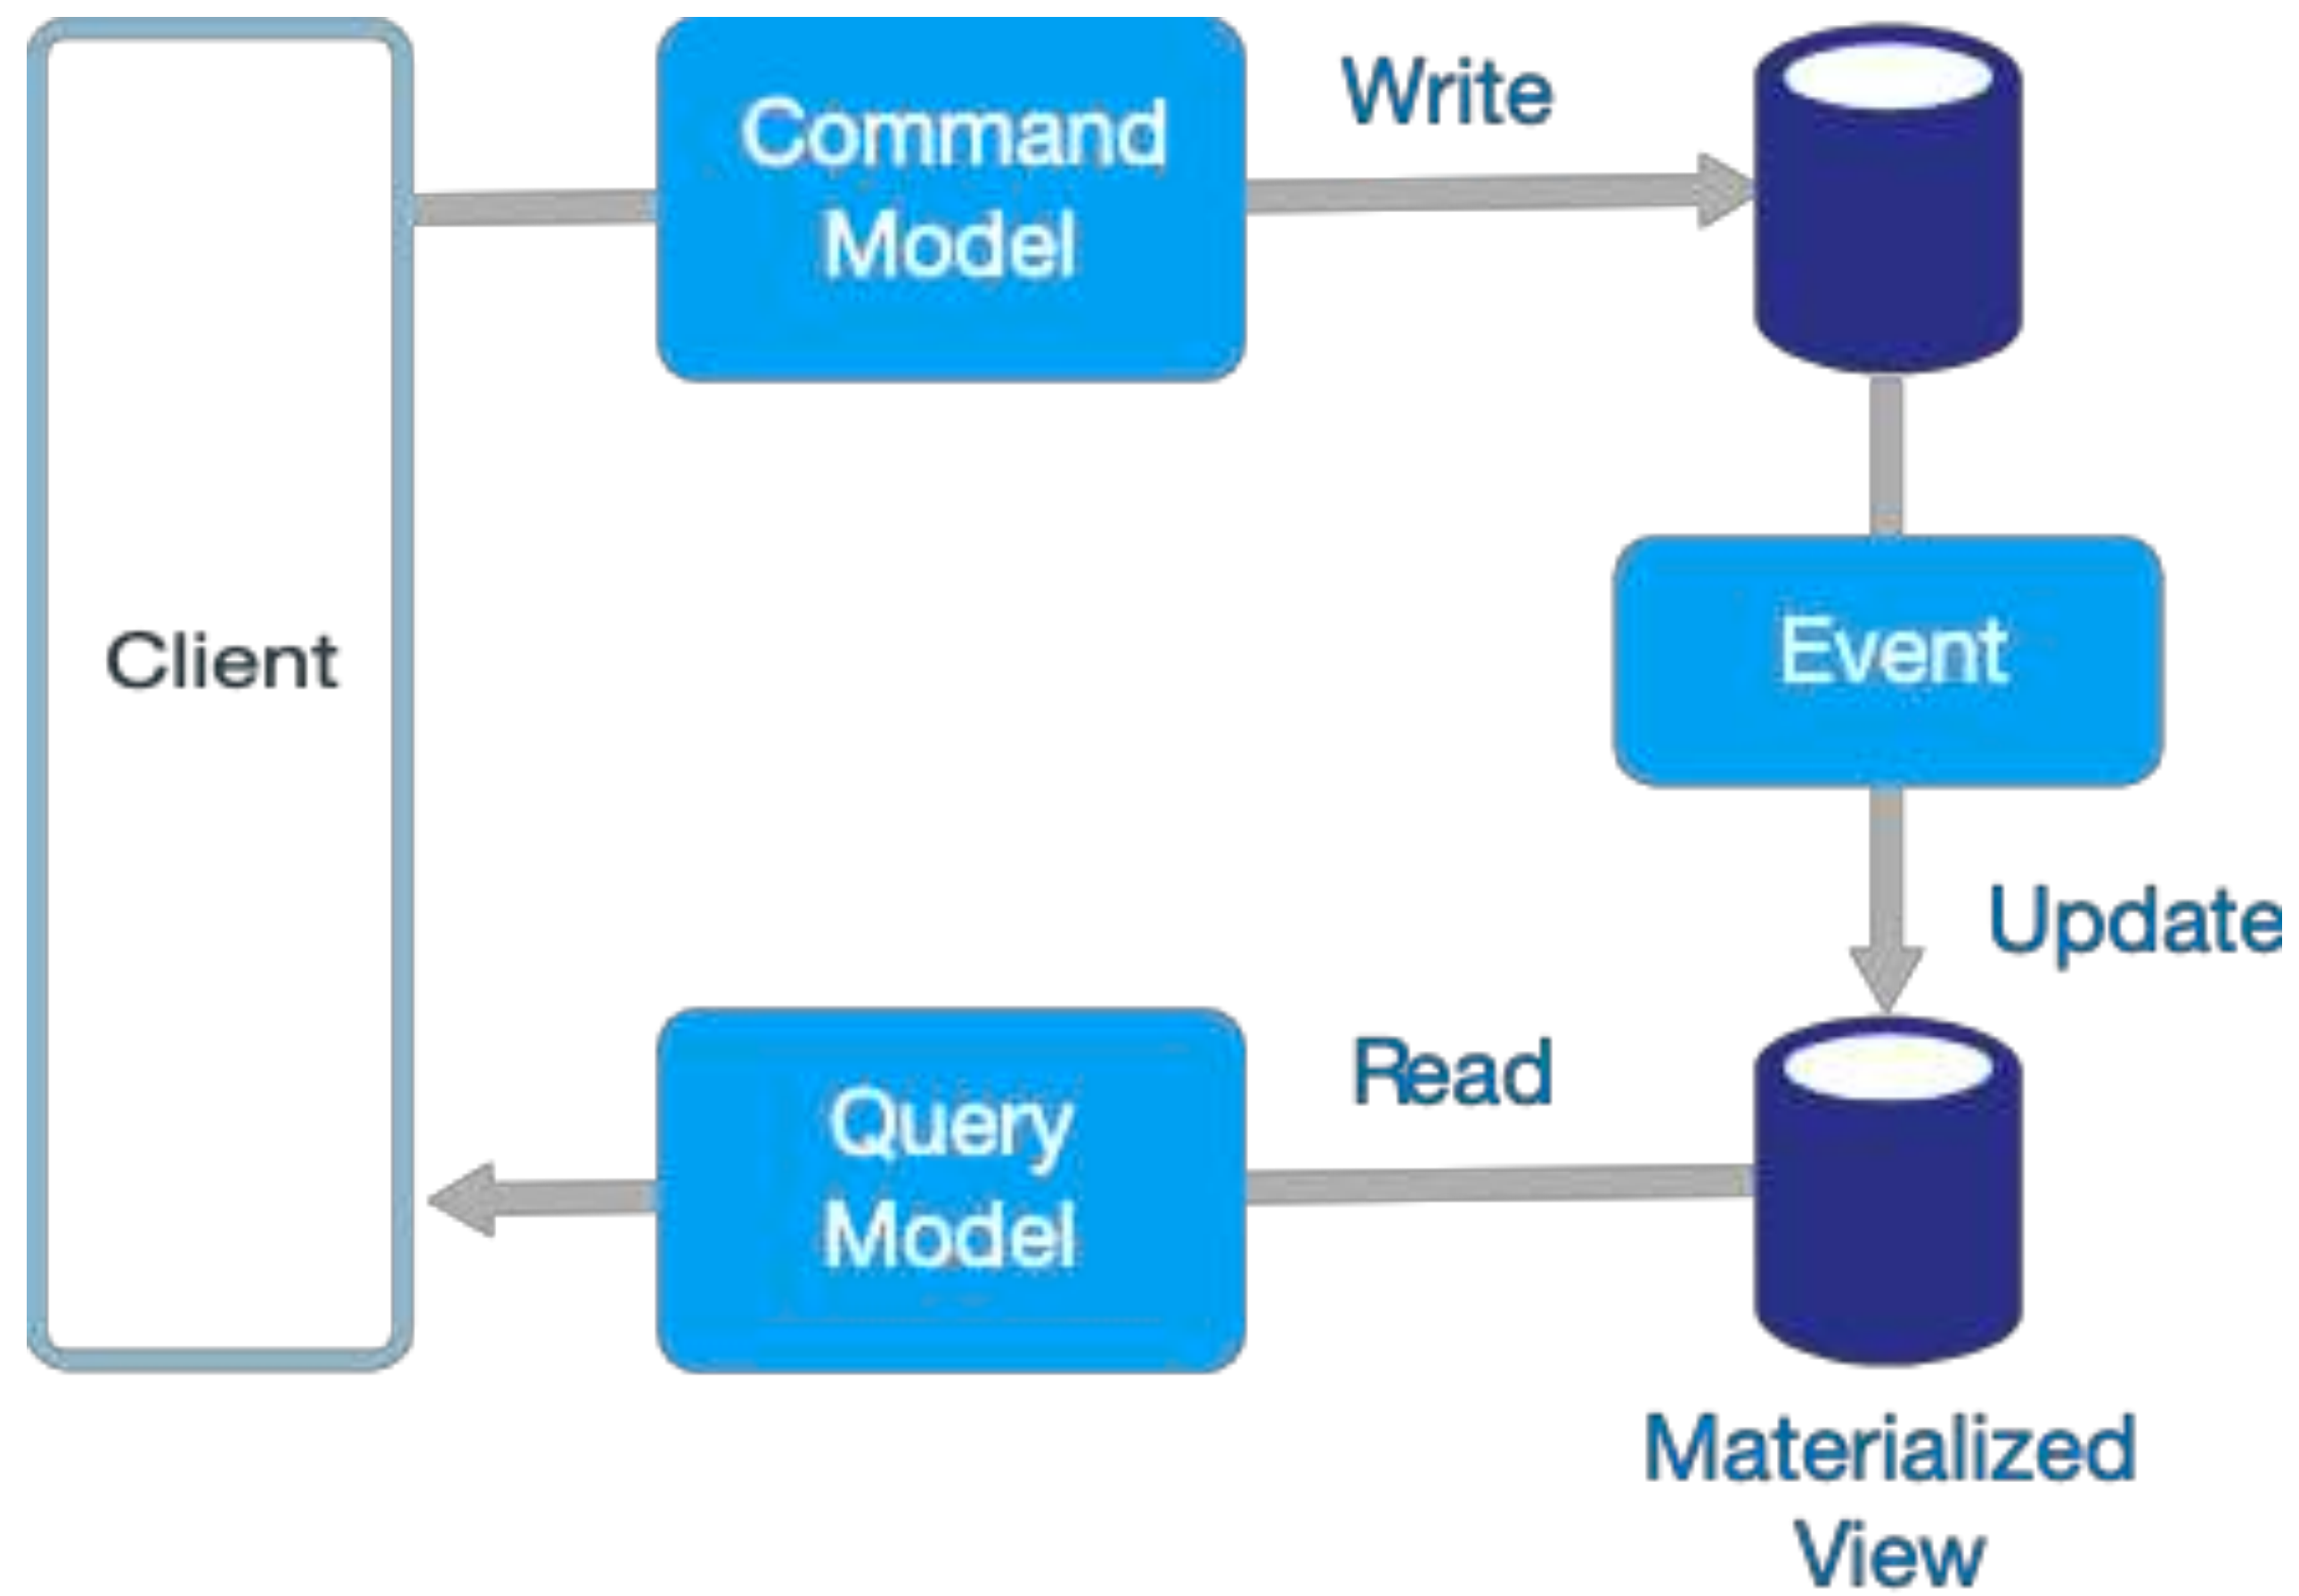 Command
Model
Write
Client
Event
Update
Query
Model
Read
Materialized
View